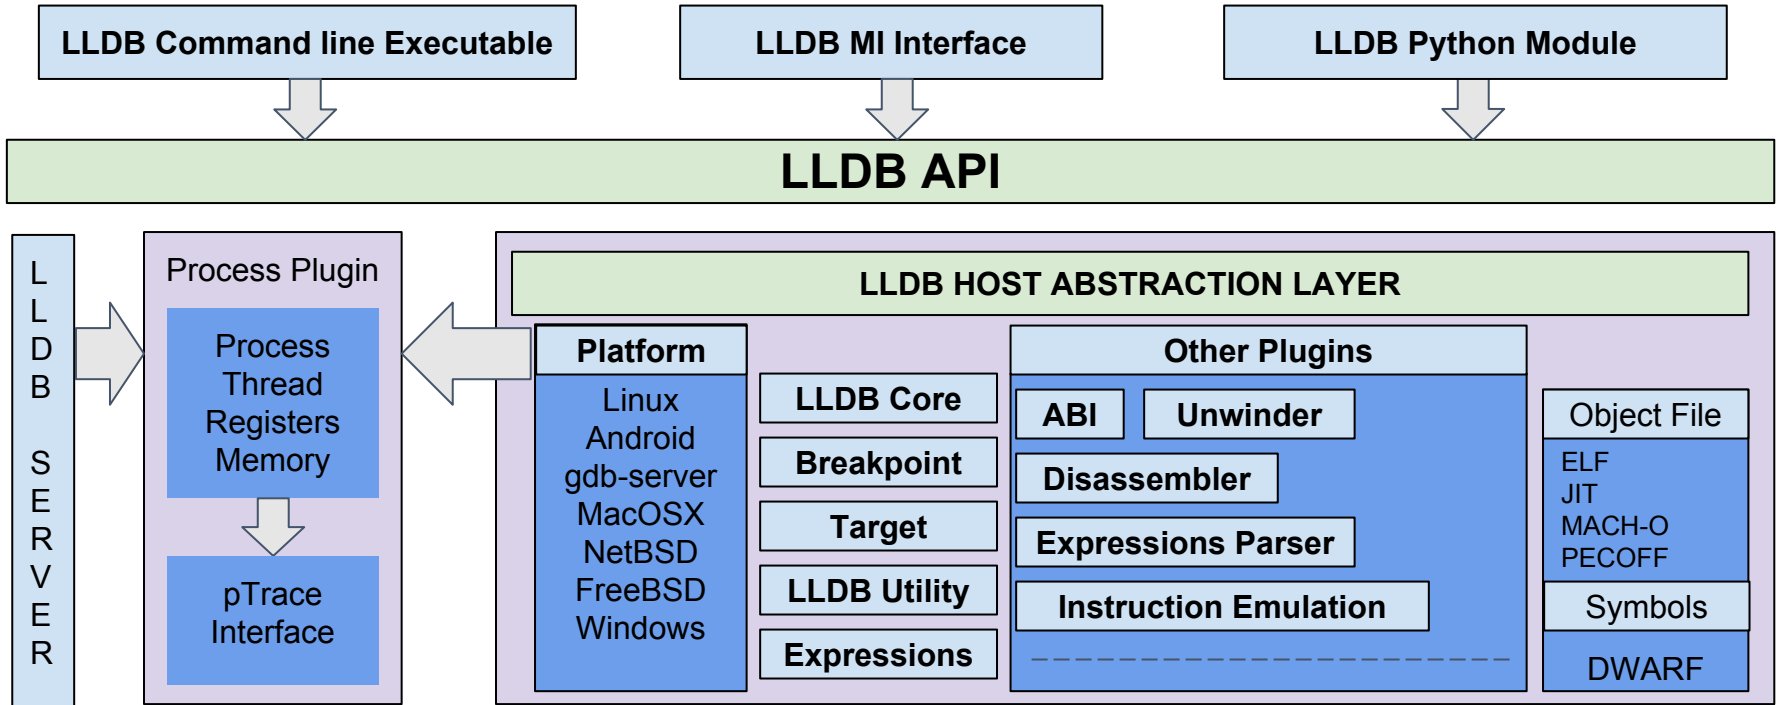 LLDB Command line Executable
LLDB MI Interface
LLDB Python Module
LLDB API
L
L
D
B
S
E
R
V
E
R
Process Plugin
Process
Thread
Registers
Memory
pTrace
Interface
LLDB HOST ABSTRACTION LAYER
Platform
Linux
Android
gdb-server
MacOSX
NetBSD
FreeBSD
Windows
LLDB Core
Breakpoint
Target
LLDB Utility
Expressions
Other Plugins
ABI
Unwinder
Disassembler
Expressions Parser
Instruction Emulation
Object File
ELF
JIT
MACH-O
PECOFF
Symbols
DWARF